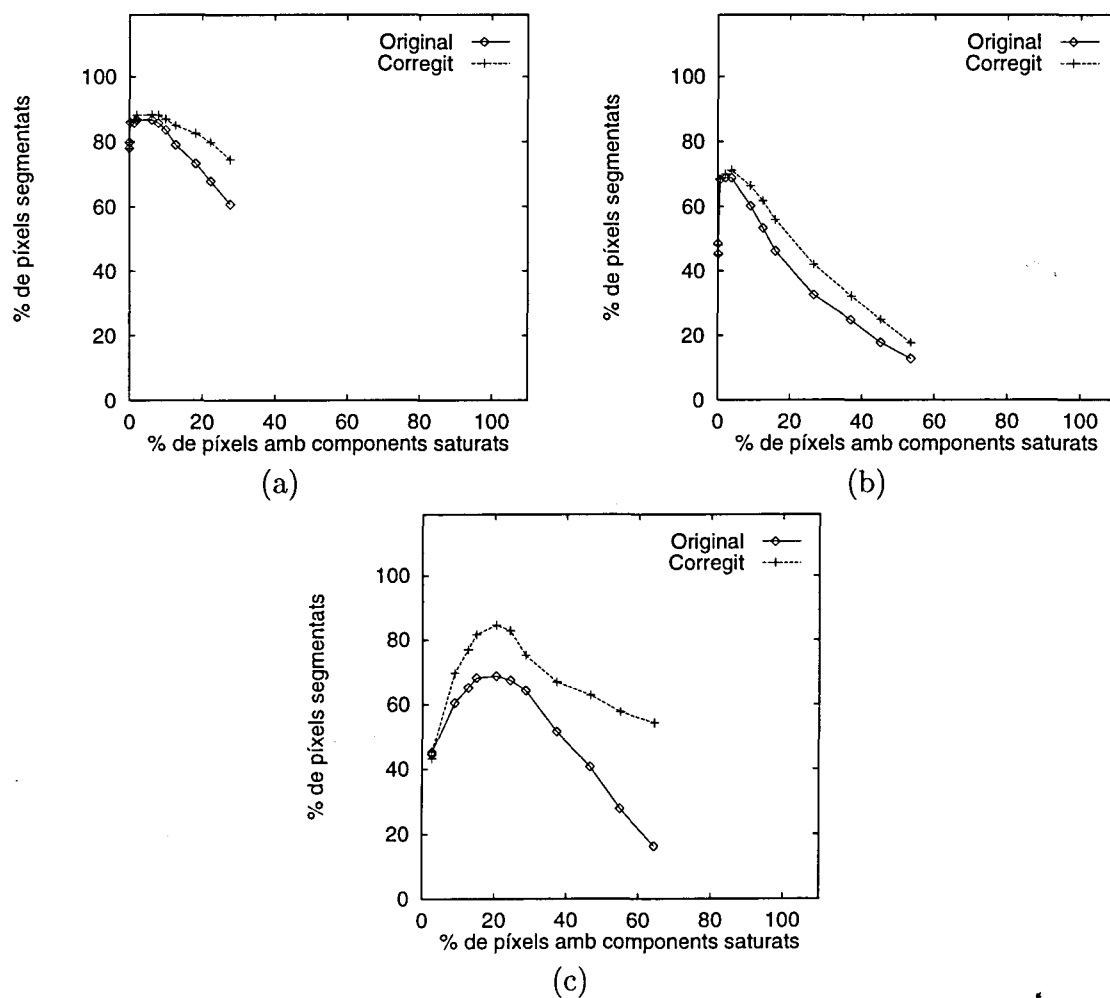 Original
Corregit
100
80
60
40
20
0
% de píxels segmentats
0 20 40 60 80 100
% de píxels amb components saturats
(a)
Original
Corregit
100
80
60
40
20
0
% de píxels segmentats
0 20 40 60 80 100
% de píxels amb components saturats
(b)
Original
Corregit
100
80
60
40
20
0
% de píxels segmentats
0 20 40 60 80 100
% de píxels amb components saturats
(c)